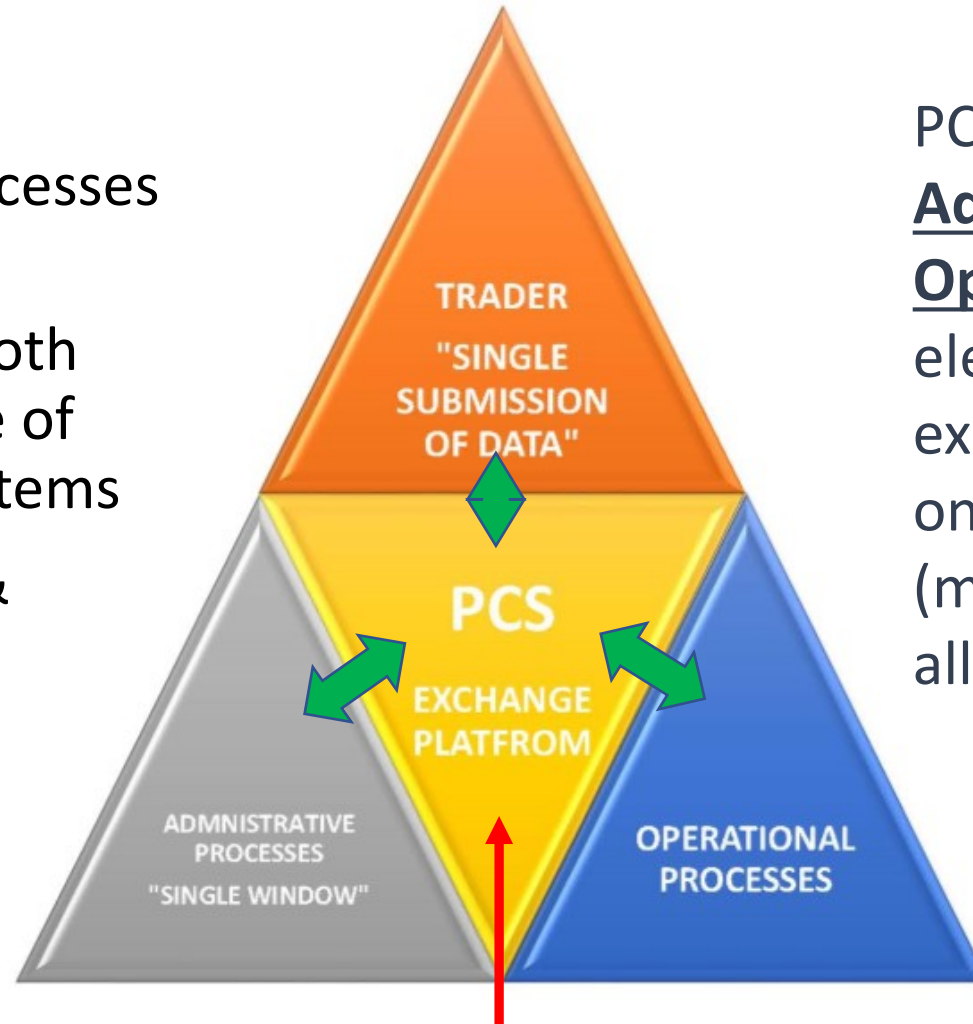 cesses
oth
e of
tems
&
TRADER
"SINGLE
SUBMISSION
OF DATA"
PCS
EXCHANGE
PLATFROM
ADMNISTRATIVE
PROCESSES
"SINGLE WINDOW"
OPERATIONAL
PROCESSES
PC
Ad
Op
ele
ex
on
(m
all